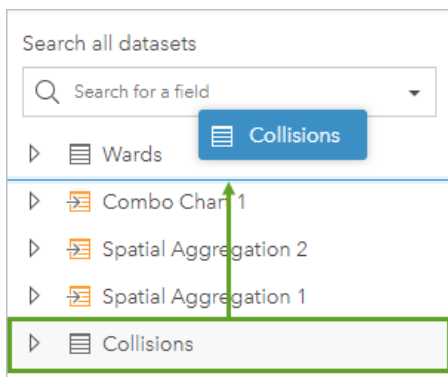 Search all datasets
Search for a field
Collisions
Wards
Combo Chart 1
Spatial Aggregation 2
Spatial Aggregation 1
Collisions